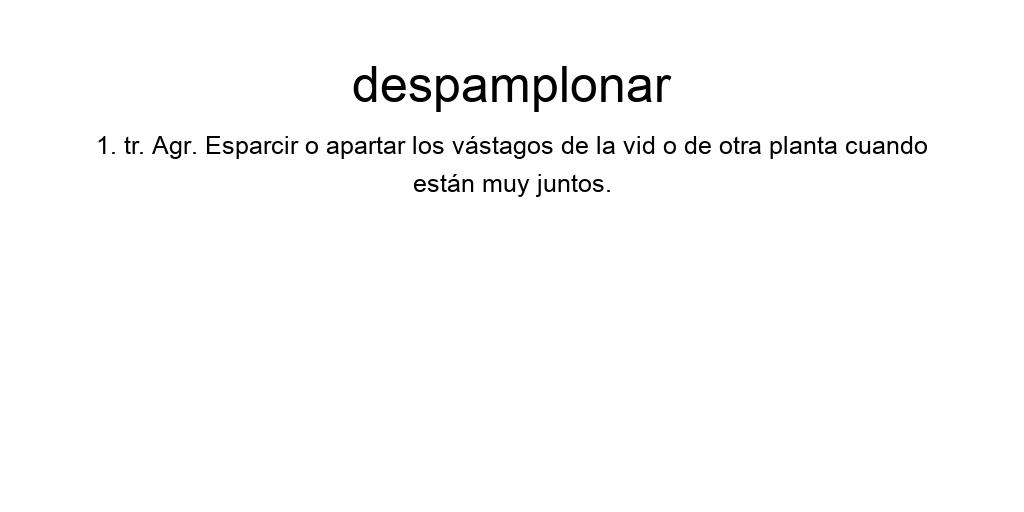 despamplonar
1. tr. Agr. Esparcir o apartar los vástagos de la vid o de otra planta cuando
están muy juntos.